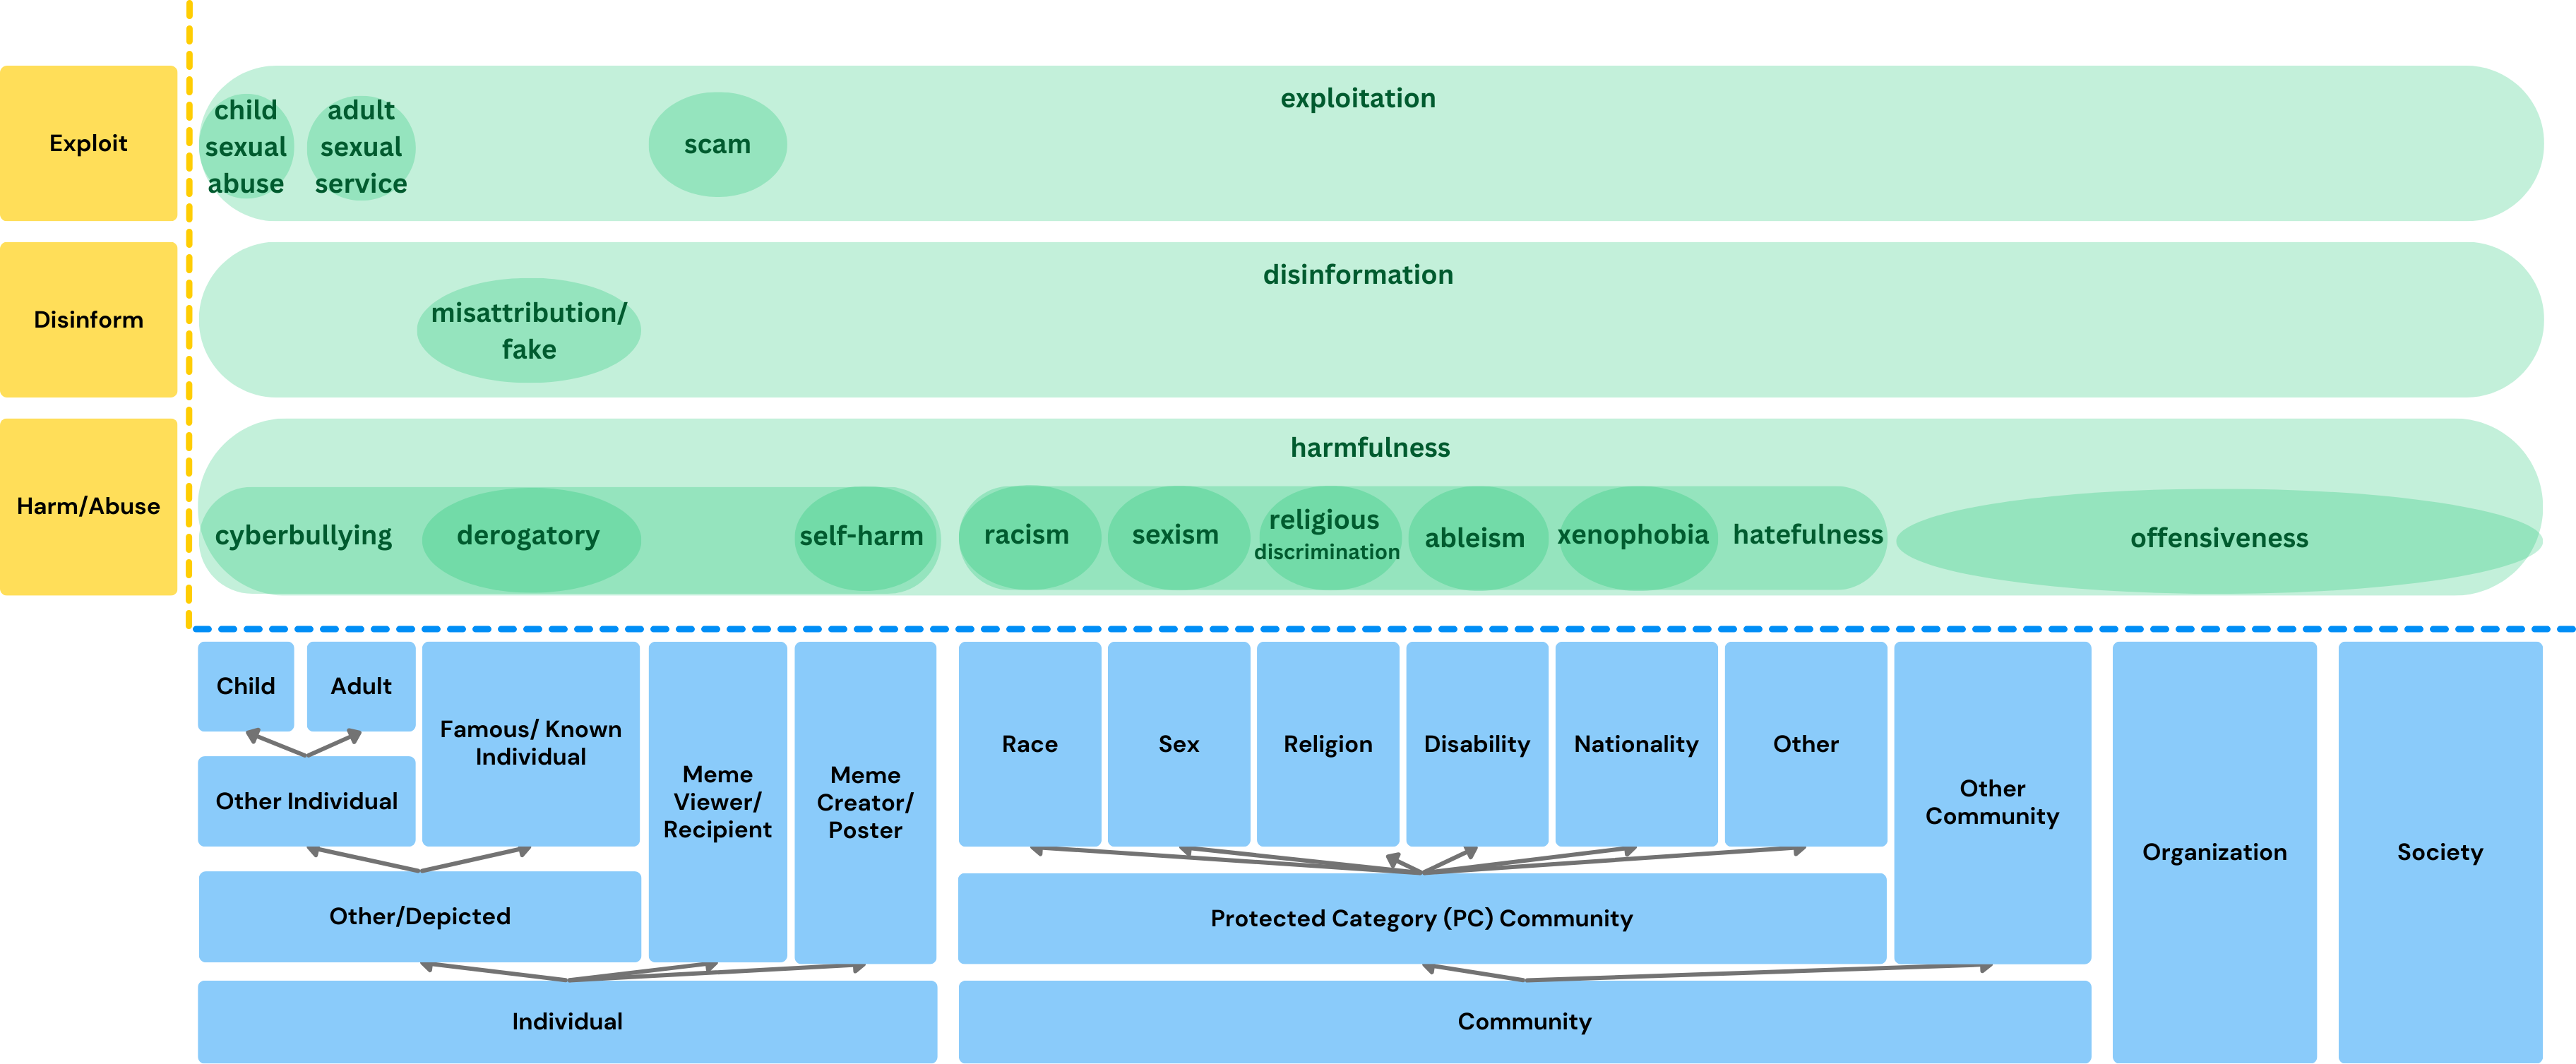 Exploit
child
sexual
abuse
adult
sexual
service
scam
exploitation
Disinform
misattribution/
fake
disinformation
Harm/Abuse
harmfulness
cyberbullying
derogatory
self-harm
racism
sexism
religious
discrimination
ableism
xenophobia
hatefulness
offensiveness
Child
Adult
Famous/ Known
Individual
Other Individual
Meme
Viewer/
Recipient
Meme
Creator/
Poster
Other/Depicted
Individual
Race
Sex
Religion
Disability
Nationality
Other
Other
Community
Protected Category (PC) Community
Community
Organization
Society